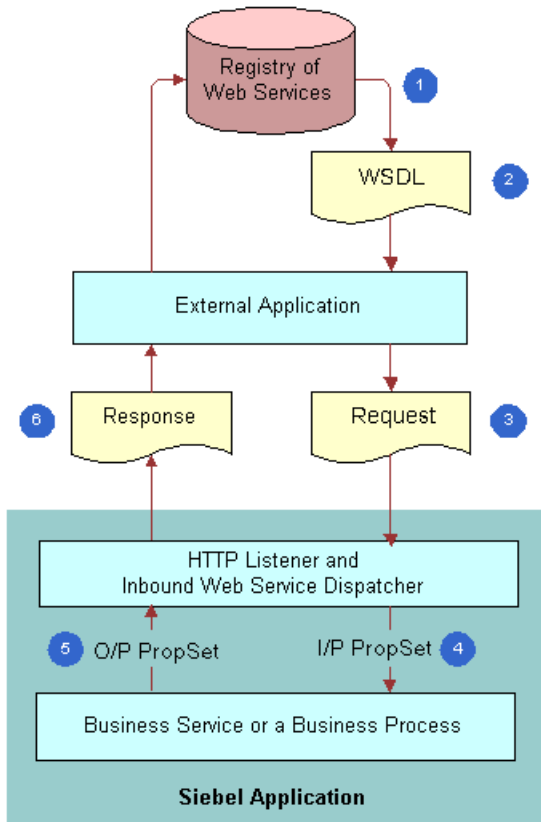 Registry of
Web Services
1
WSDL
2
External Application
6
Response
Request
3
HTTP Listener and
Inbound Web Service Dispatcher
5
O/P PropSet
I/P PropSet
4
Business Service or a Business Process
Siebel Application